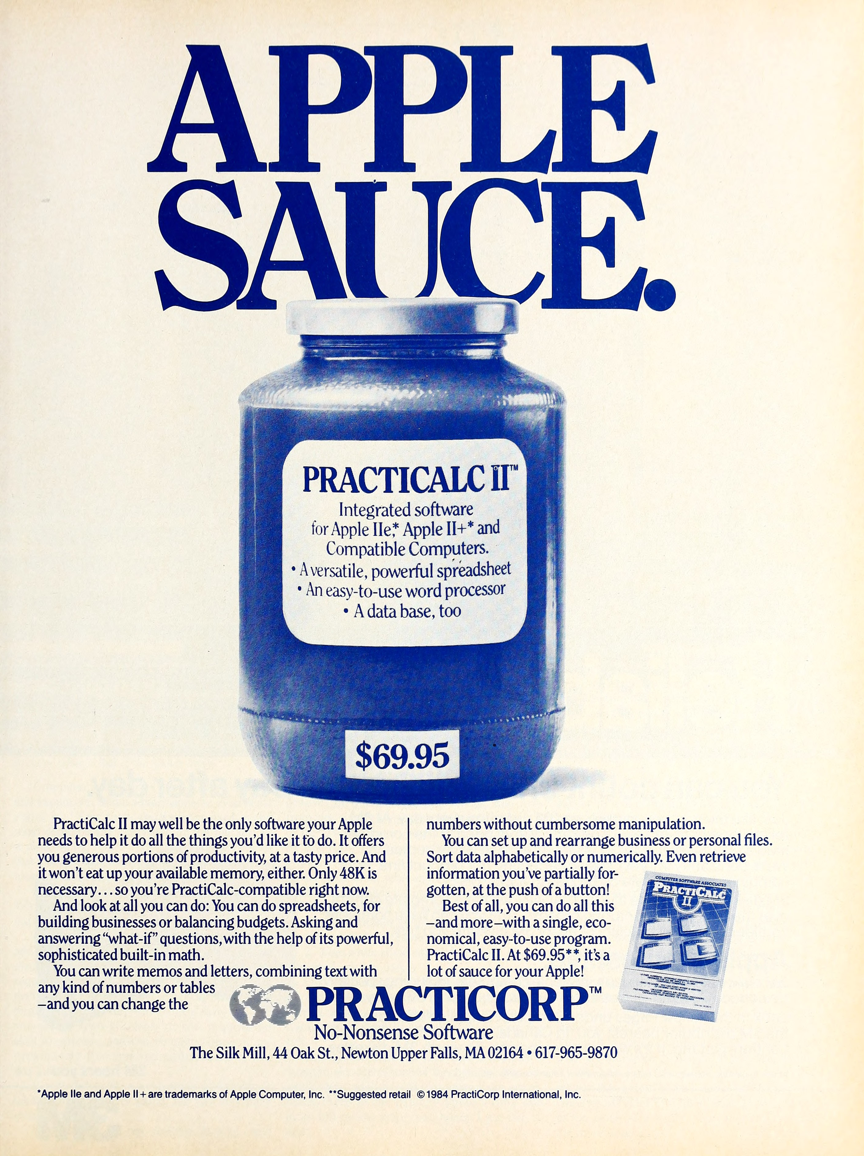 APPLE
SAUCE.
PRACTICALC II™
Integrated software
for Apple IIe,* Apple II+* and
Compatible Computers.
• A versatile, powerful spreadsheet
• An easy-to-use word processor
• A data base, too
$69.95
PractiCalc II may well be the only software your Apple
needs to help it do all the things you'd like it to do. It offers
you generous portions of productivity, at a tasty price. And
it won't eat up your available memory, either. Only 48K is
necessary...so you're PractiCalc-compatible right now.
And look at all you can do: You can do spreadsheets, for
building businesses or balancing budgets. Asking and
answering "what-if" questions, with the help of its powerful,
sophisticated built-in math.
You can write memos and letters, combining text with
any kind of numbers or tables
–and you can change the
numbers without cumbersome manipulation.
You can set up and rearrange business or personal files.
Sort data alphabetically or numerically. Even retrieve
information you've partially for-
gotten, at the push of a button!
Best of all, you can do all this
–and more–with a single, eco-
nomical, easy-to-use program.
PractiCalc II. At $69.95**, it's a
lot of sauce for your Apple!
COMPUTER SOFTWARE ASSOCIATES
PRACTICALC
II
PRACTICORP™
No-Nonsense Software
The Silk Mill, 44 Oak St., Newton Upper Falls, MA 02164 • 617-965-9870
*Apple IIe and Apple II+ are trademarks of Apple Computer, Inc. **Suggested retail ©1984 PractiCorp International, Inc.